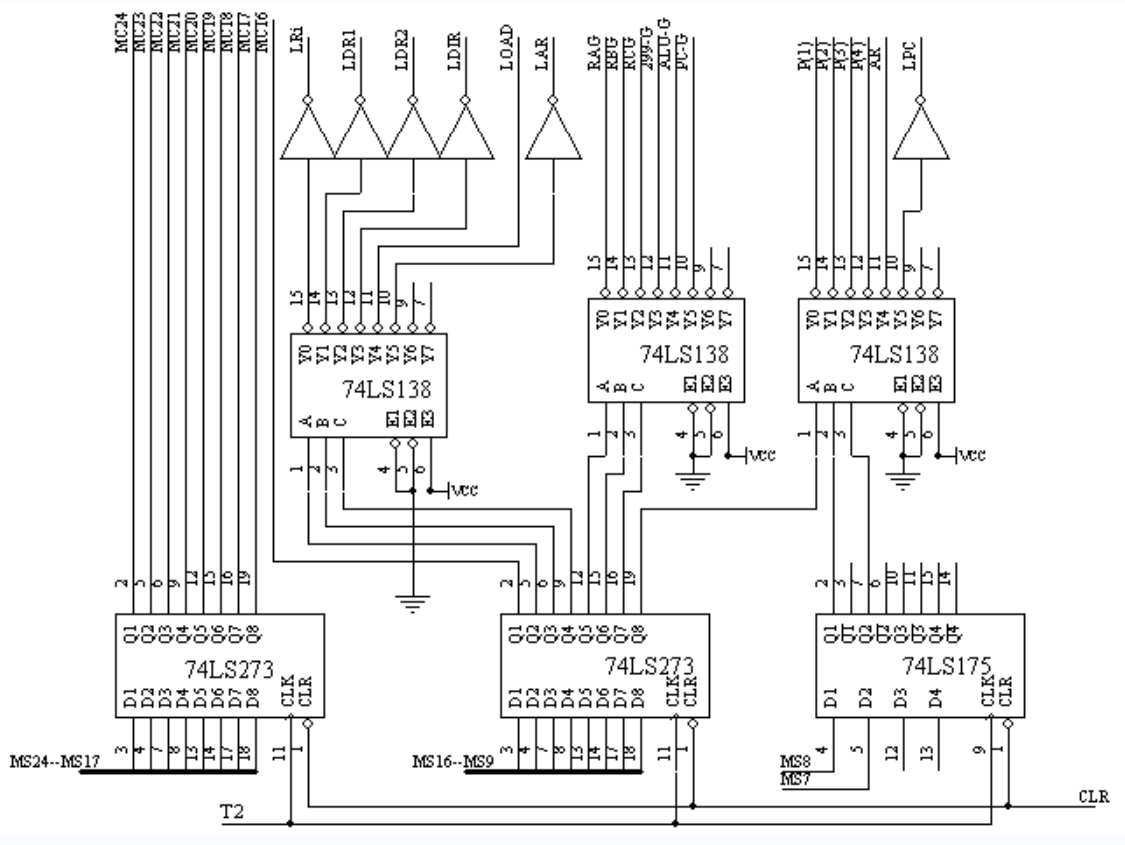 MC24 MC23 MC22 MC21 MC20 MC19 MC18 MC17 MC16 LRi LDR1 LDR2 LDIR LOAD LAR RAG RBG RCG 299-G ALU-G PC-G P(1) P(2) P(3) P(4) AR LPC
15 14 13 12 11 10 9 7
15 14 13 12 11 10 9 7
15 14 13 12 11 10 9 7
Y0 Y1 Y2 Y3 Y4 Y5 Y6 Y7
74LS138
A B C E1 E2 E3
1 2 3 4 5 6
VCC
Y0 Y1 Y2 Y3 Y4 Y5 Y6 Y7
74LS138
A B C E1 E2 E3
1 2 3 4 5 6
VCC
Y0 Y1 Y2 Y3 Y4 Y5 Y6 Y7
74LS138
A B C E1 E2 E3
1 2 3 4 5 6
VCC
2 5 6 9 12 15 16 19
Q1 Q2 Q3 Q4 Q5 Q6 Q7 Q8
74LS273
D1 D2 D3 D4 D5 D6 D7 D8 CLK CLR
3 4 7 8 13 14 17 18 11 1
MS24--MS17
2 5 6 9 12 15 16 19
Q1 Q2 Q3 Q4 Q5 Q6 Q7 Q8
74LS273
D1 D2 D3 D4 D5 D6 D7 D8 CLK CLR
3 4 7 8 13 14 17 18 11 1
MS16--MS9
2 3 7 6 10 11 15 14
Q1 Q1 Q2 Q2 Q3 Q3 Q4 Q4
74LS175
D1 D2 D3 D4 CLK CLR
4 5 12 13 9 1
MS8
MS7
CLR
T2